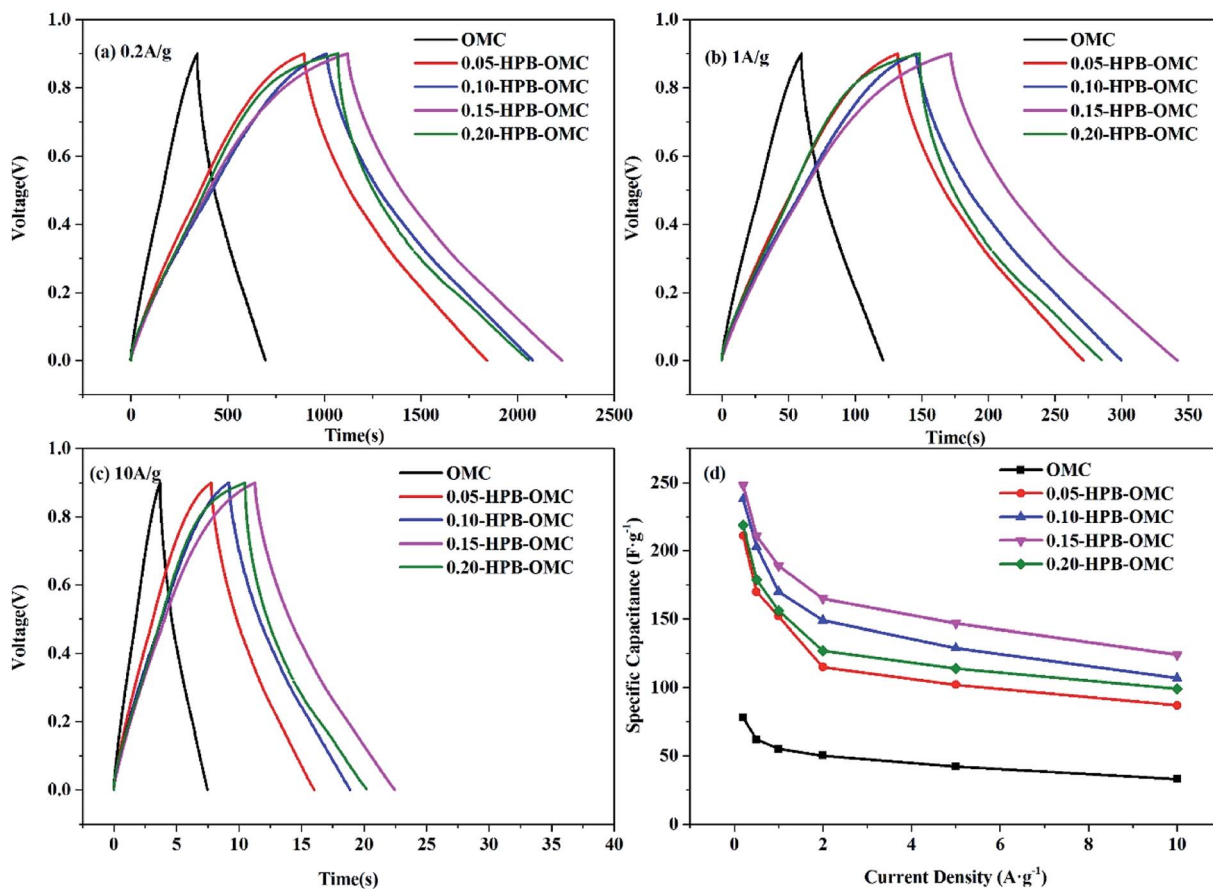 (a) 0.2A/g
OMC
0.05-HPB-OMC
0.10-HPB-OMC
0.15-HPB-OMC
0.20-HPB-OMC
1.0
0.8
0.6
0.4
0.2
0.0
Voltage(V)
0
500
1000
1500
2000
2500
Time(s)
(b) 1A/g
OMC
0.05-HPB-OMC
0.10-HPB-OMC
0.15-HPB-OMC
0.20-HPB-OMC
1.0
0.8
0.6
0.4
0.2
0.0
Voltage(V)
0
50
100
150
200
250
300
350
Time(s)
(c) 10A/g
OMC
0.05-HPB-OMC
0.10-HPB-OMC
0.15-HPB-OMC
0.20-HPB-OMC
1.0
0.8
0.6
0.4
0.2
0.0
Voltage(V)
0
5
10
15
20
25
30
35
40
Time(s)
(d)
OMC
0.05-HPB-OMC
0.10-HPB-OMC
0.15-HPB-OMC
0.20-HPB-OMC
250
200
150
100
50
0
Specific Capacitance (F·g⁻¹)
0
2
4
6
8
10
Current Density (A·g⁻¹)